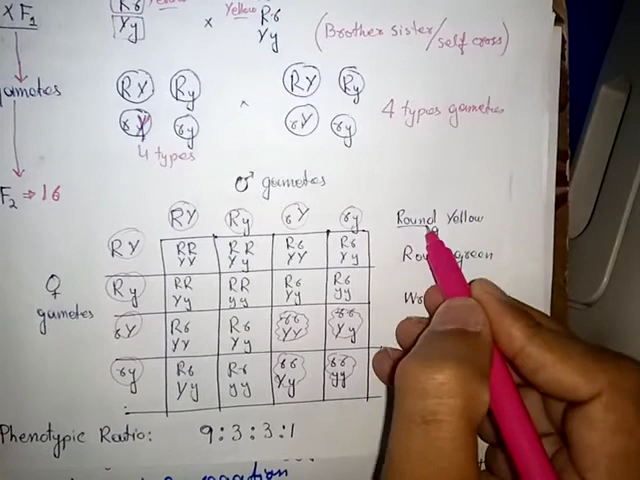 X F₁ Rr × Yellow Rr
Yy Yy (Brother sister/self cross)
gametes RY Ry × RY Ry 4 types gametes
rY ry rY ry
4 types
F₂ ⇒ 16 ♂ gametes
RY Ry rY ry Round Yellow
RY RR RR Rr Rr
YY Yy YY Yy green
♀ gametes Ry RR RR Rr Rr
Yy yy Yy yy
rY Rr Rr rr rr
YY Yy YY Yy
ry Rr Rr rr rr
Yy yy Yy yy
Phenotypic Ratio: 9:3:3:1